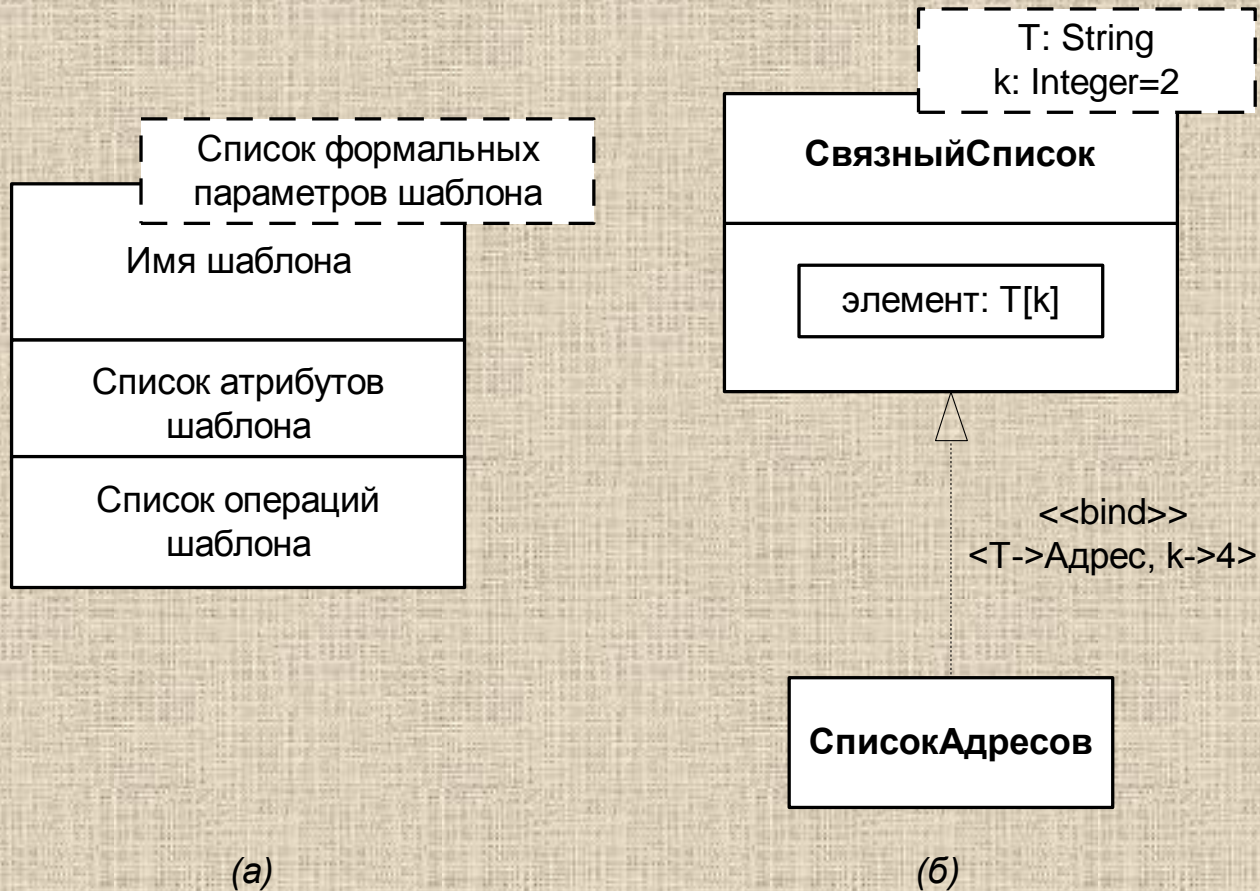 Список формальных
параметров шаблона
Имя шаблона
Список атрибутов
шаблона
Список операций
шаблона
(а)
T: String
k: Integer=2
СвязныйСписок
элемент: T[k]
<<bind>>
<T->Адрес, k->4>
СписокАдресов
(б)